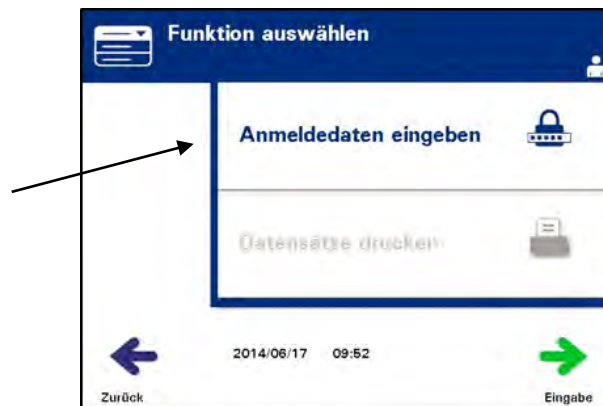 Funktion auswählen
Anmeldedaten eingeben
Datensätze drucken
2014/06/17 09:52
Zurück
Eingabe